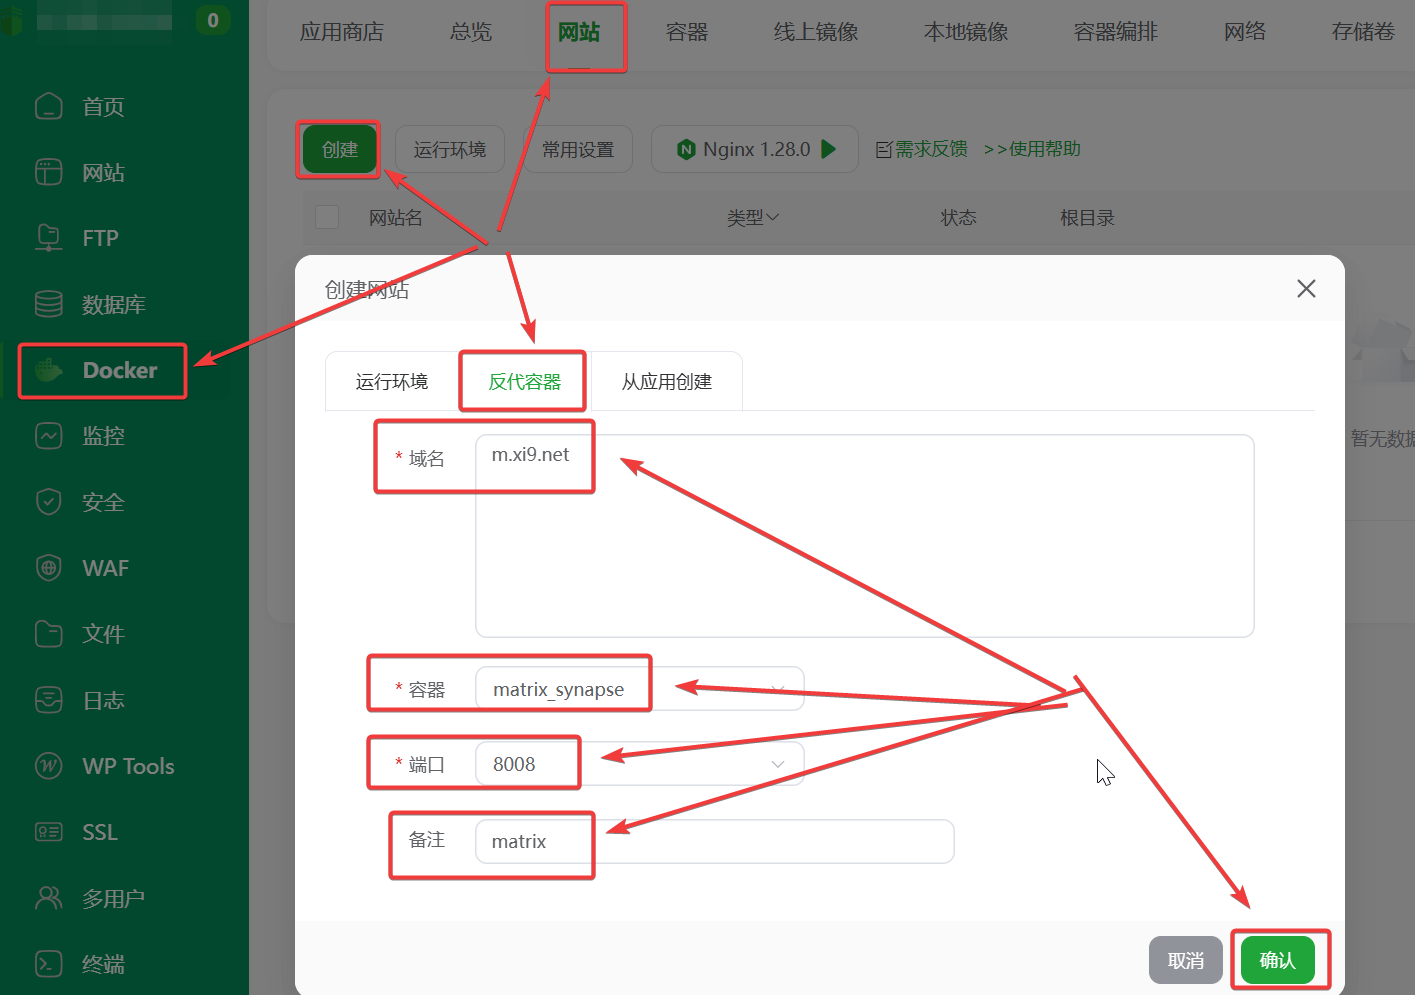 0
首页
网站
FTP
数据库
Docker
监控
安全
WAF
文件
日志
WP Tools
SSL
多用户
终端
应用商店 总览 网站 容器 线上镜像 本地镜像 容器编排 网络 存储卷
创建 运行环境 常用设置 Nginx 1.28.0 需求反馈 >>使用帮助
网站名 类型 状态 根目录
创建网站
运行环境 反代容器 从应用创建
* 域名 m.xi9.net
* 容器 matrix_synapse
* 端口 8008
备注 matrix
取消 确认
暂无数据